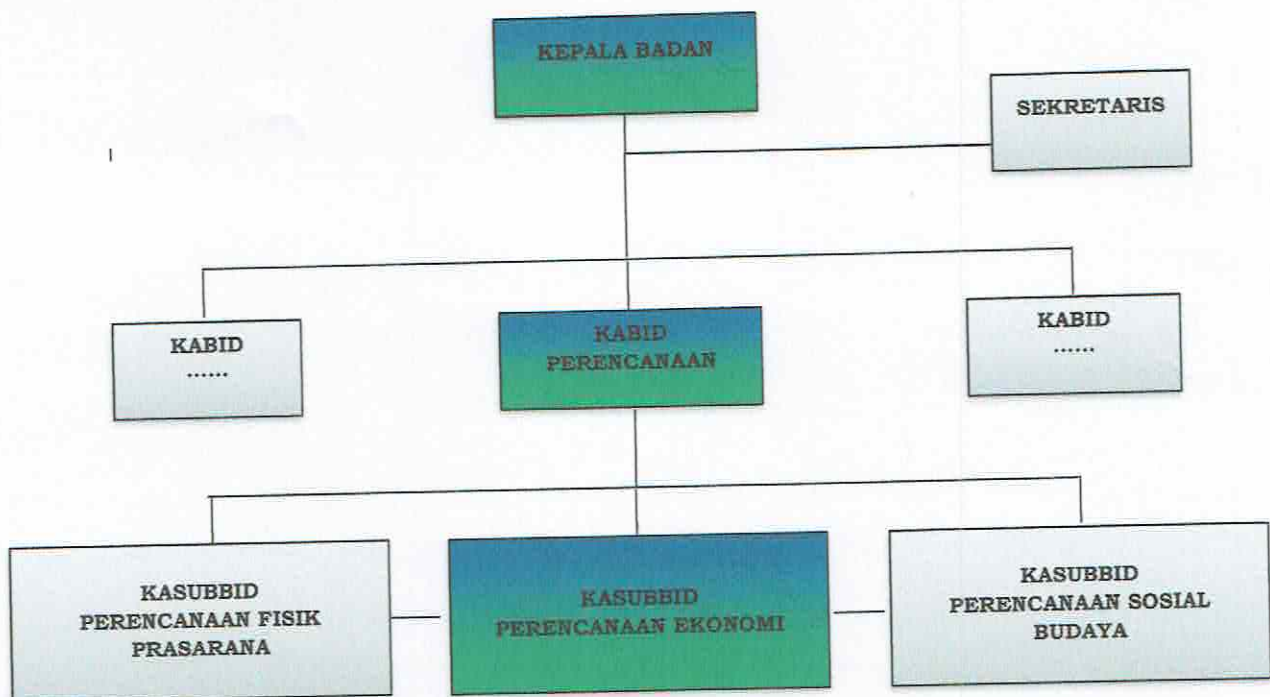 KEPALA BADAN
SEKRETARIS
KABID
......
KABID
PERENCANAAN
KABID
......
KASUBBID
PERENCANAAN FISIK
PRASARANA
KASUBBID
PERENCANAAN EKONOMI
KASUBBID
PERENCANAAN SOSIAL
BUDAYA